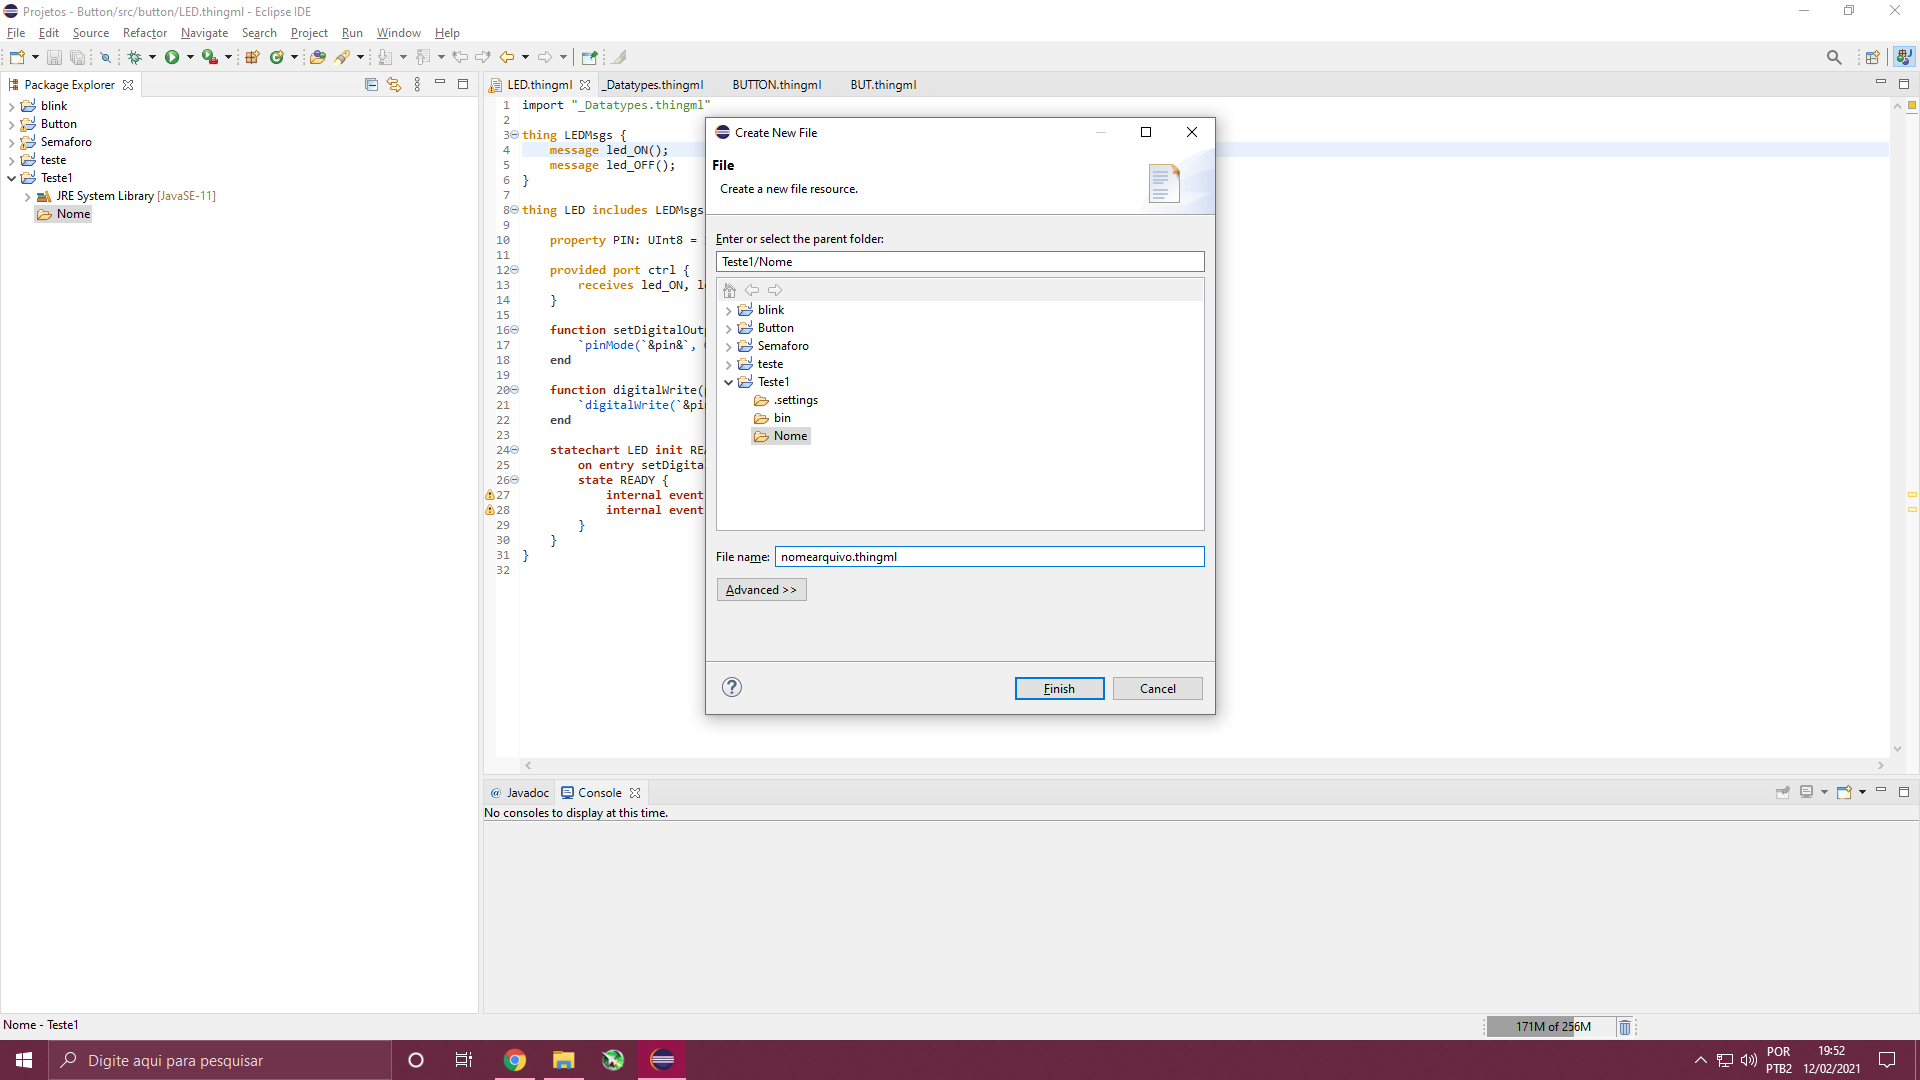 Projetos - Button/src/button/LED.thingml - Eclipse IDE
File Edit Source Refactor Navigate Search Project Run Window Help
Package Explorer
blink
Button
Semaforo
teste
Teste1
JRE System Library [JavaSE-11]
Nome
LED.thingml _Datatypes.thingml BUTTON.thingml BUT.thingml
1 import "_Datatypes.thingml"
2
3 thing LEDMsgs {
4 message led_ON();
5 message led_OFF();
6 }
7
8 thing LED includes LEDMsgs
9
10 property PIN: UInt8 =
11
12 provided port ctrl {
13 receives led_ON,
14 }
15
16 function setDigitalOut
17 `pinMode(`&pin&`,
18 end
19
20 function digitalWrite(
21 `digitalWrite(`&pi
22 end
23
24 statechart LED init RE
25 on entry setDigita
26 state READY {
27 internal event
28 internal event
29 }
30 }
31 }
32
Create New File
File
Create a new file resource.
Enter or select the parent folder:
Teste1/Nome
blink
Button
Semaforo
teste
Teste1
.settings
bin
Nome
File name: nomearquivo.thingml
Advanced >>
?
Finish Cancel
@ Javadoc Console
No consoles to display at this time.
Nome - Teste1
171M of 256M
Digite aqui para pesquisar
POR
PTB2
19:52
12/02/2021